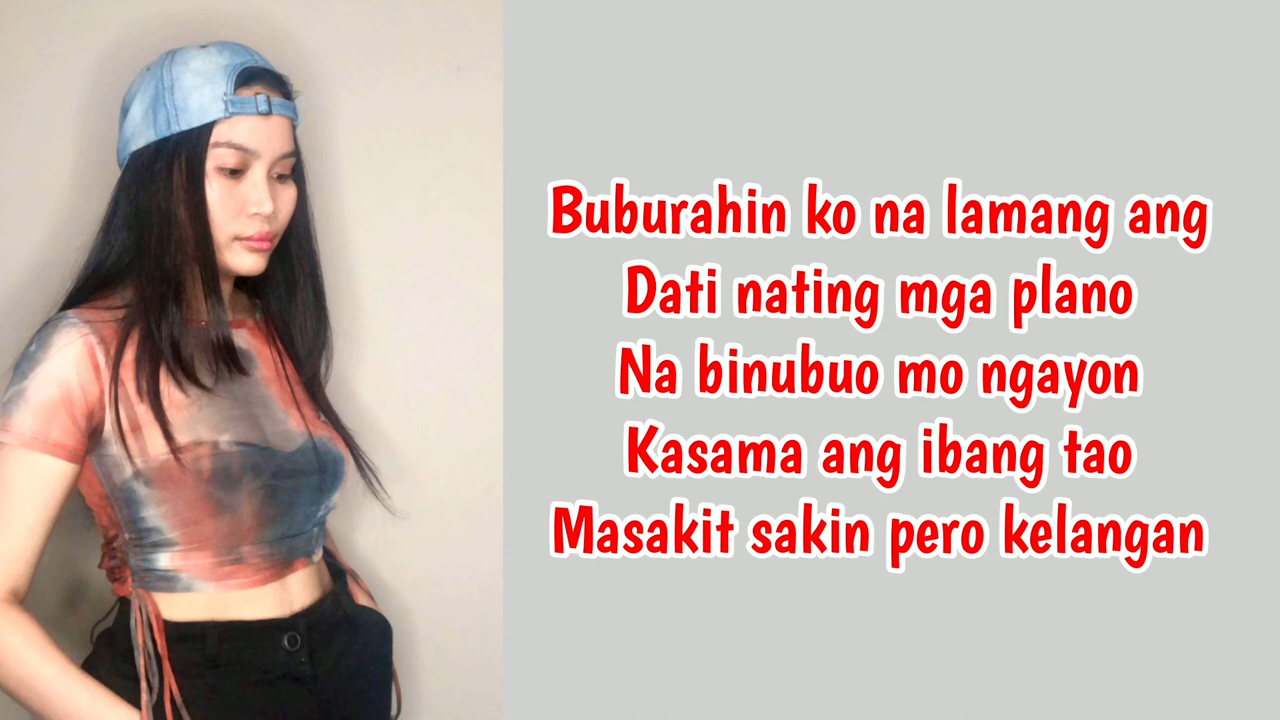 Buburahin ko na lamang ang
Dati nating mga plano
Na binubuo mo ngayon
Kasama ang ibang tao
Masakit sakin pero kelangan